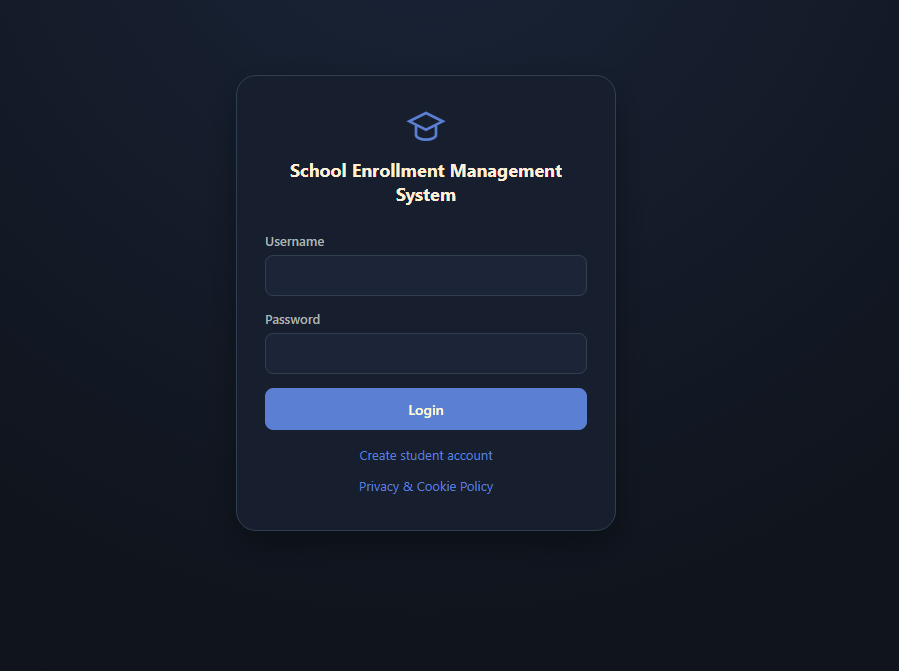 School Enrollment Management
System
Username
Password
Login
Create student account
Privacy & Cookie Policy